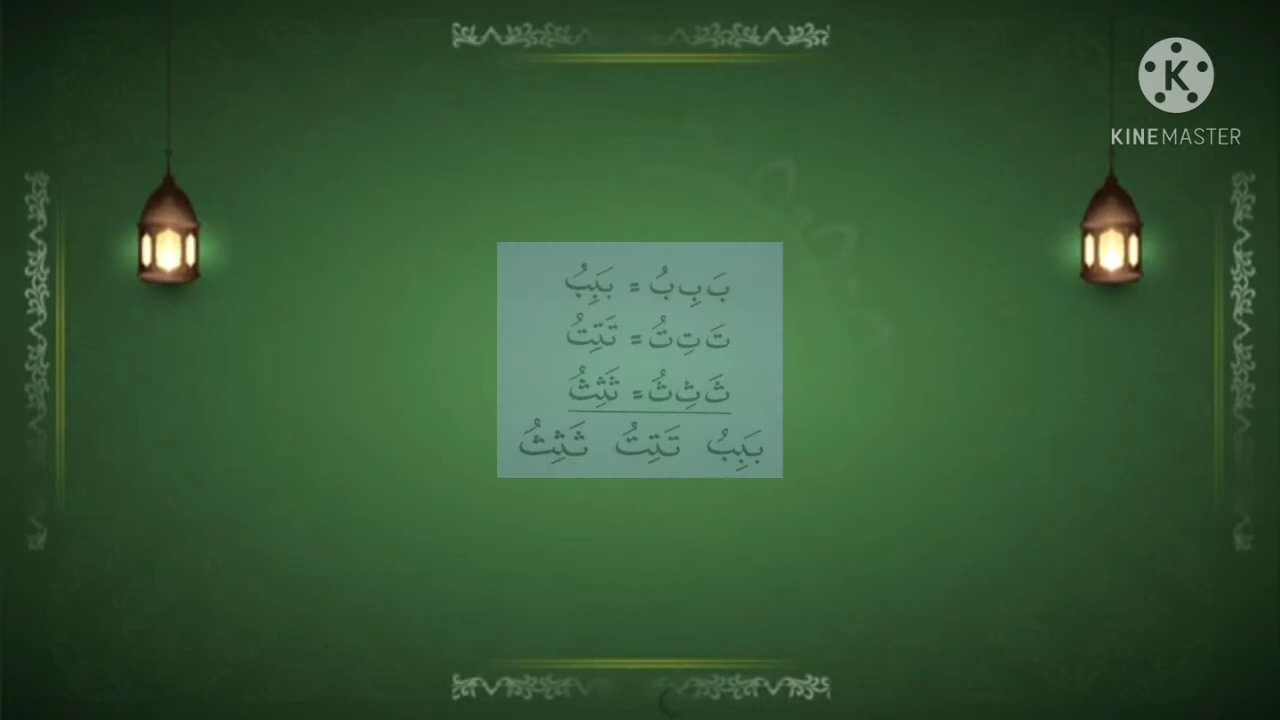 KINEMASTER
بَ بِ بُ = بَبِبُ
تَ تِ تُ = تَتِتُ
ثَ ثِ ثُ = ثَثِثُ
بَبِبُ تَتِتُ ثَثِثُ